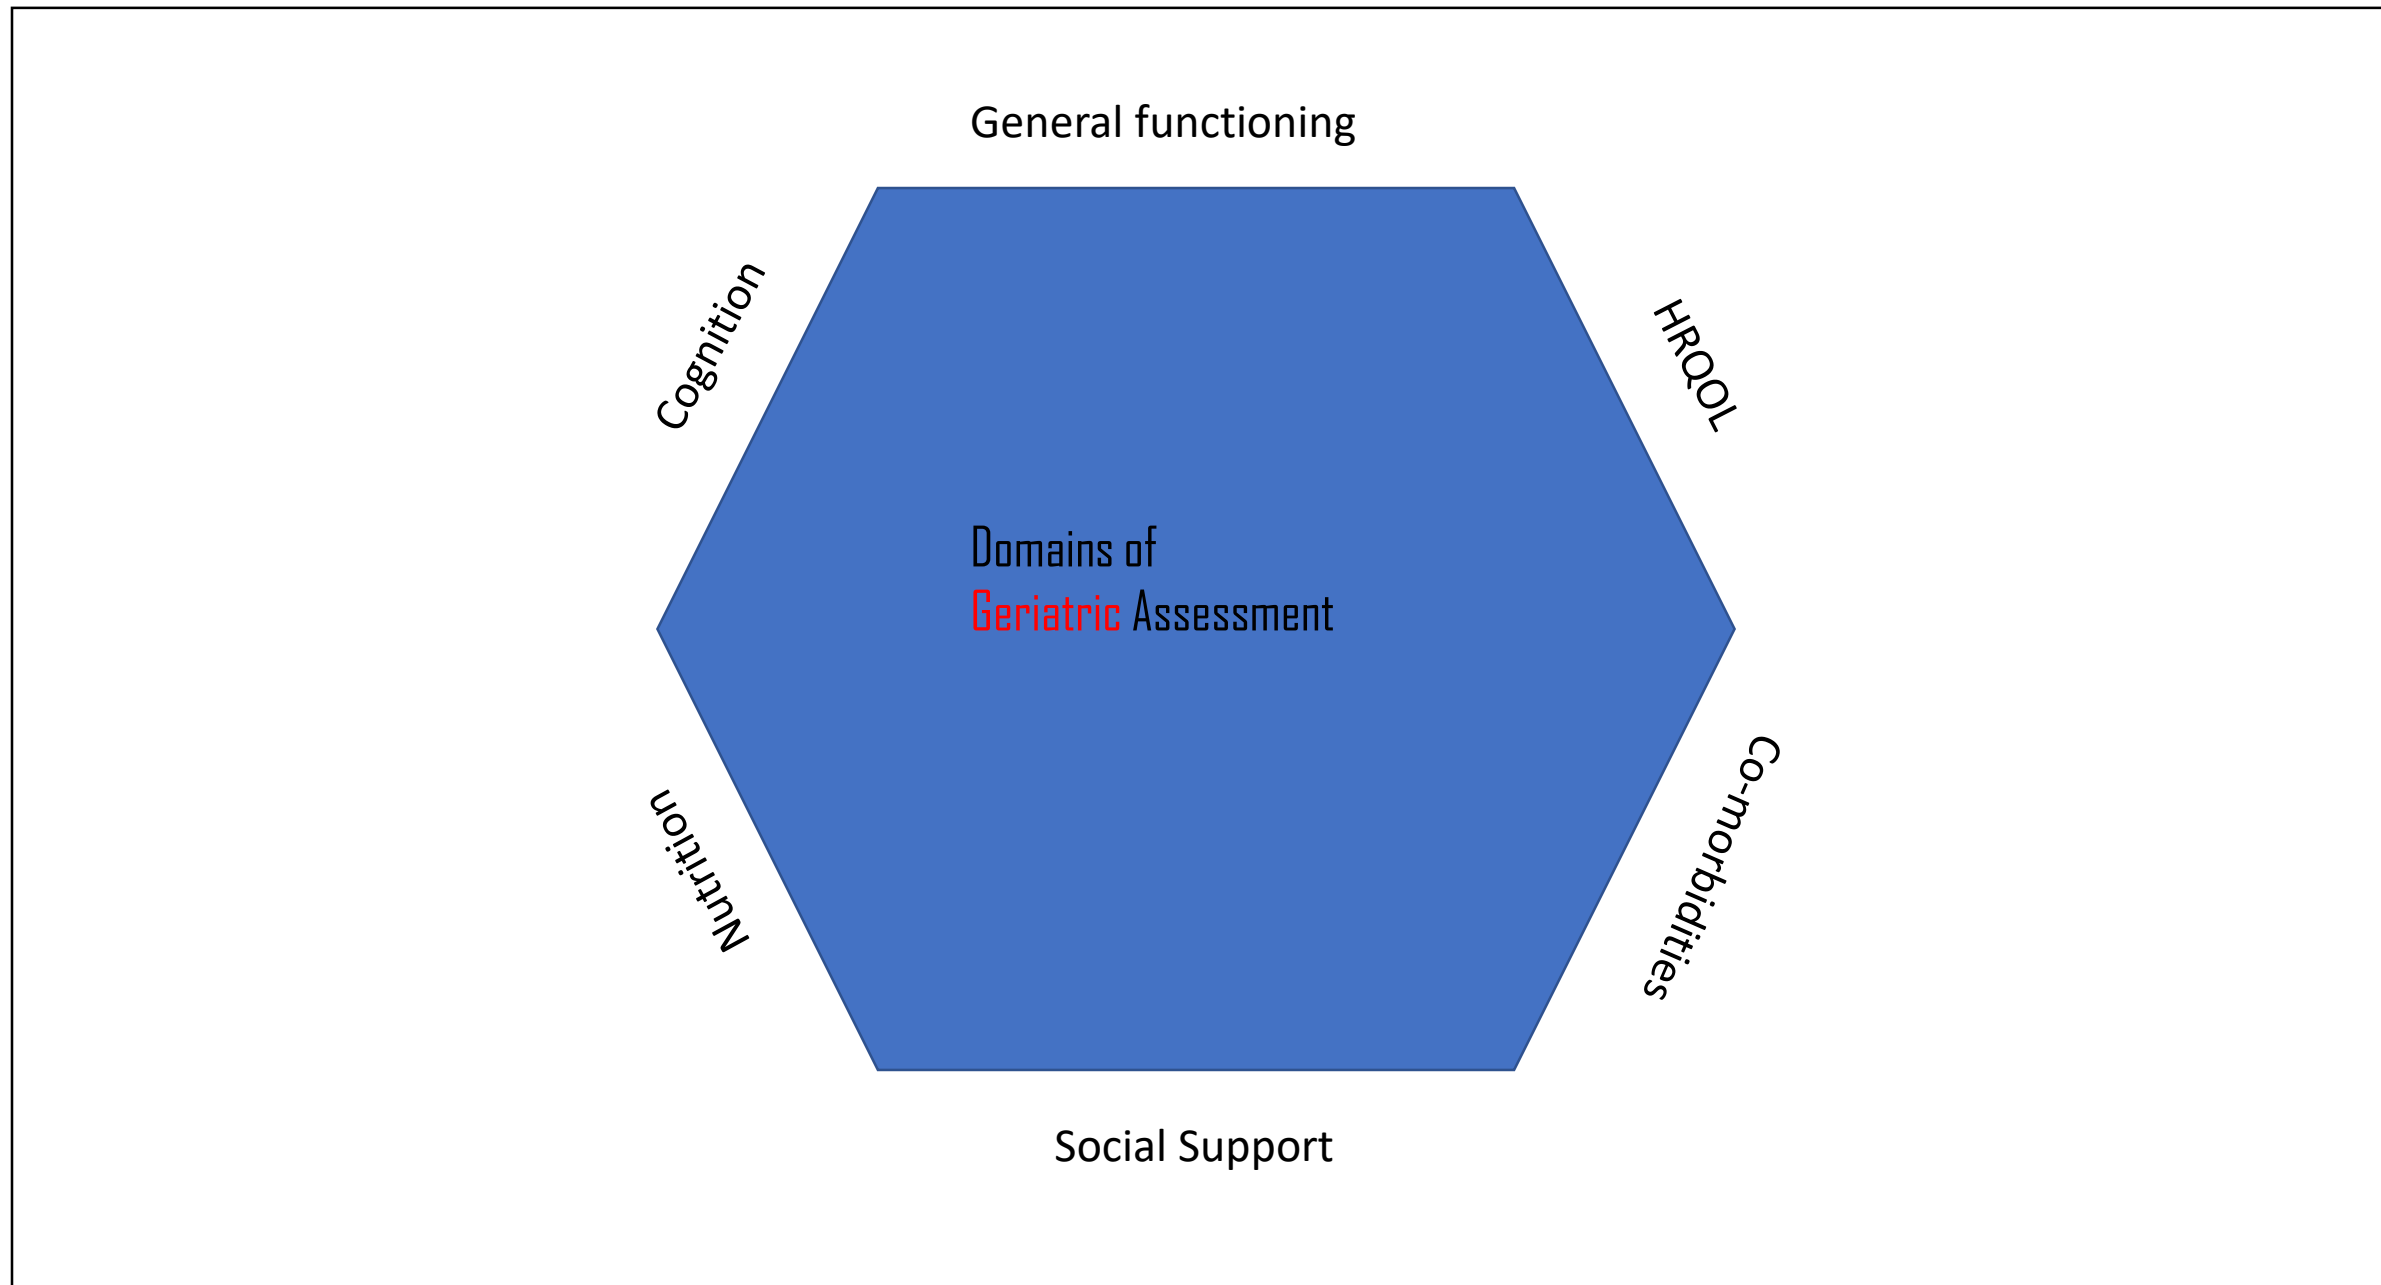 General functioning
Cognition
HRQOL
Domains of
Geriatric Assessment
Nutrition
Co-morbidities
Social Support